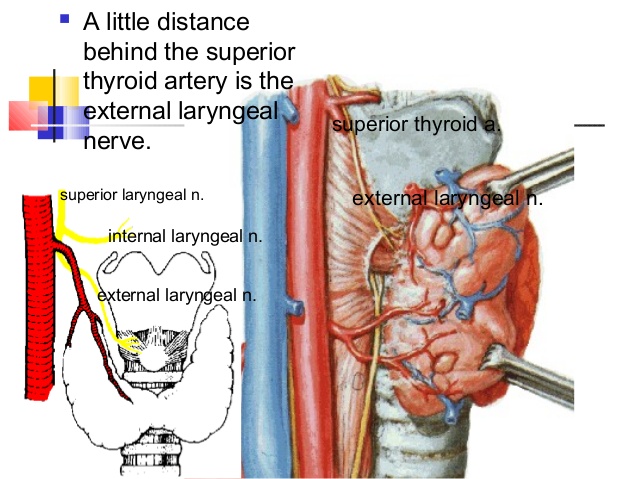 A little distance
behind the superior
thyroid artery is the
external laryngeal
nerve.
superior thyroid a.
superior laryngeal n.
external laryngeal n.
internal laryngeal n.
external laryngeal n.